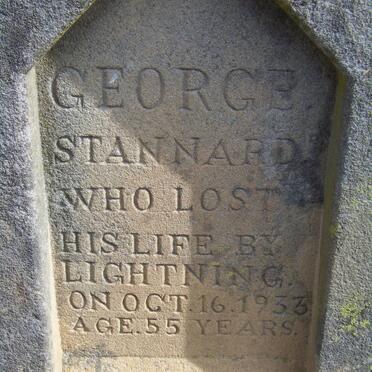 GEORGE
STANNARD
WHO LOST
HIS LIFE BY
LIGHTNING.
ON OCT.16.1933
AGE.55 YEARS.